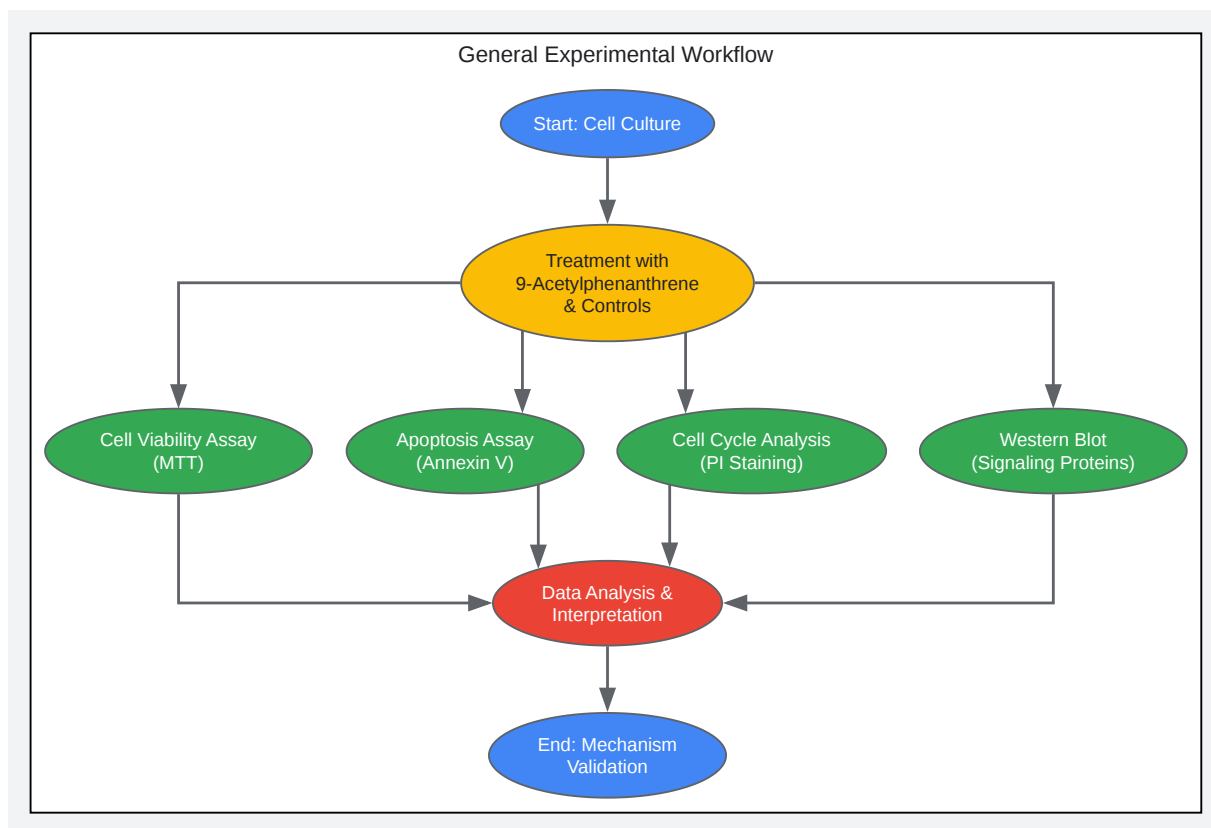 General Experimental Workflow
Start: Cell Culture
Treatment with
9-Acetylphenanthrene
& Controls
Cell Viability Assay
(MTT)
Apoptosis Assay
(Annexin V)
Cell Cycle Analysis
(PI Staining)
Western Blot
(Signaling Proteins)
Data Analysis &
Interpretation
End: Mechanism
Validation